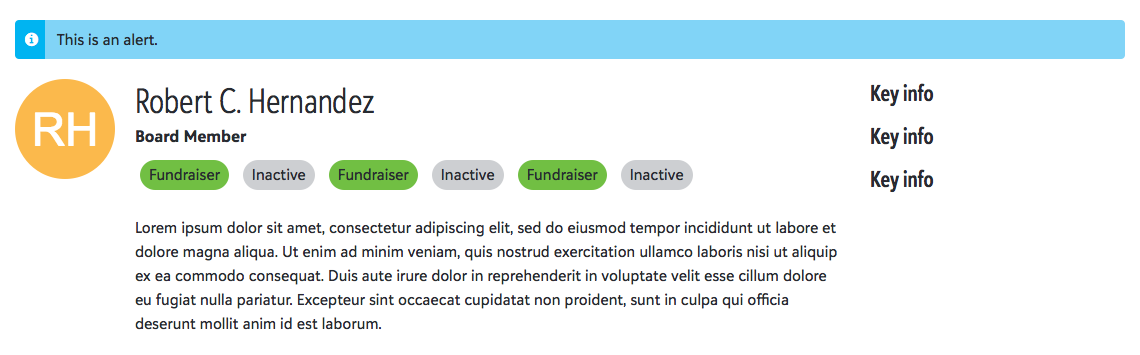 This is an alert.
RH
Robert C. Hernandez
Board Member
Fundraiser Inactive Fundraiser Inactive Fundraiser Inactive
Lorem ipsum dolor sit amet, consectetur adipiscing elit, sed do eiusmod tempor incididunt ut labore et
dolore magna aliqua. Ut enim ad minim veniam, quis nostrud exercitation ullamco laboris nisi ut aliquip
ex ea commodo consequat. Duis aute irure dolor in reprehenderit in voluptate velit esse cillum dolore
eu fugiat nulla pariatur. Excepteur sint occaecat cupidatat non proident, sunt in culpa qui officia
deserunt mollit anim id est laborum.
Key info
Key info
Key info